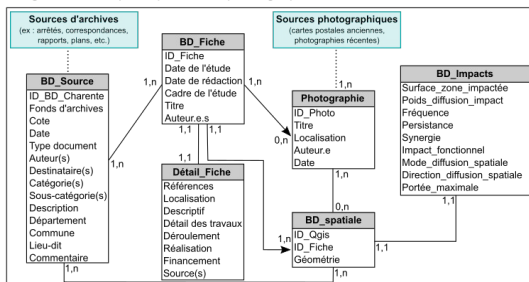 Sources d'archives
(ex : arrêtés, correspondances,
rapports, plans, etc.)
Sources photographiques
(cartes postales anciennes,
photographies récentes)
BD_Source
ID_BD_Charente
Fonds d'archives
Cote
Date
Type document
Auteur(s)
Destinataire(s)
Catégorie(s)
Sous-catégorie(s)
Description
Département
Commune
Lieu-dit
Commentaire
1,n
1,n
BD_Fiche
ID_Fiche
Date de l'étude
Date de rédaction
Cadre de l'étude
Titre
Auteur.e.s
1,n
1,n
1,1
1,1
1,1
Détail_Fiche
Références
Localisation
Descriptif
Détail des travaux
Déroulement
Réalisation
Financement
Source(s)
1,n
Photographie
ID_Photo
Titre
Localisation
Auteur.e
Date
0,n
1,n
0,n
BD_spatiale
ID_Qgis
ID_Fiche
Géométrie
1,n
1,n
1,1
BD_Impacts
Surface_zone_impactée
Poids_diffusion_impact
Fréquence
Persistance
Synergie
Impact_fonctionnel
Mode_diffusion_spatiale
Direction_diffusion_spatiale
Portée_maximale
1,1